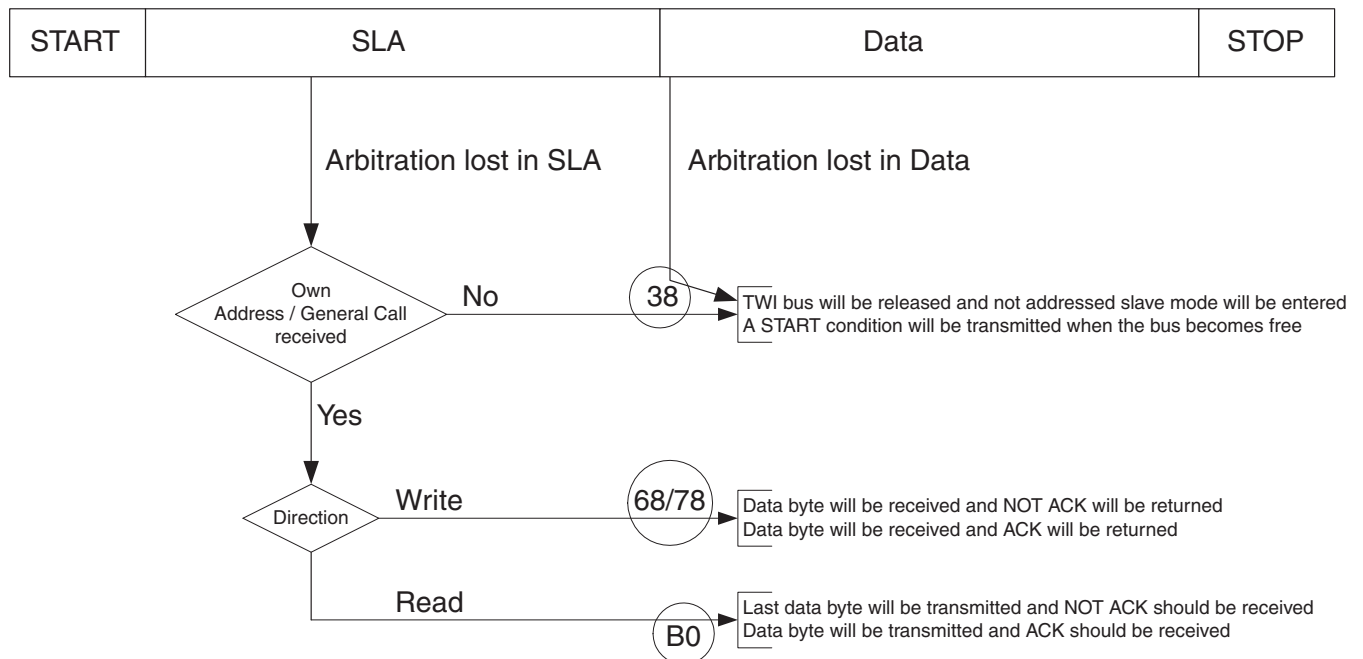 START SLA Data STOP
Arbitration lost in SLA Arbitration lost in Data
Own
Address / General Call
received
No
38
TWI bus will be released and not addressed slave mode will be entered
A START condition will be transmitted when the bus becomes free
Yes
Direction
Write
68/78
Data byte will be received and NOT ACK will be returned
Data byte will be received and ACK will be returned
Read
B0
Last data byte will be transmitted and NOT ACK should be received
Data byte will be transmitted and ACK should be received